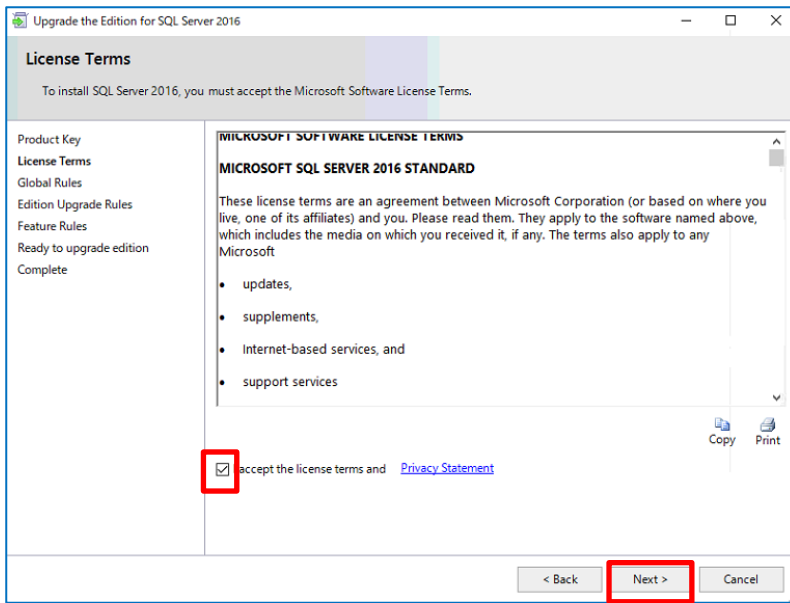 Upgrade the Edition for SQL Server 2016
License Terms
To install SQL Server 2016, you must accept the Microsoft Software License Terms.
Product Key
License Terms
Global Rules
Edition Upgrade Rules
Feature Rules
Ready to upgrade edition
Complete
MICROSOFT SOFTWARE LICENSE TERMS
MICROSOFT SQL SERVER 2016 STANDARD
These license terms are an agreement between Microsoft Corporation (or based on where you
live, one of its affiliates) and you. Please read them. They apply to the software named above,
which includes the media on which you received it, if any. The terms also apply to any
Microsoft
• updates,
• supplements,
• Internet-based services, and
• support services
Copy Print
accept the license terms and Privacy Statement
< Back Next > Cancel